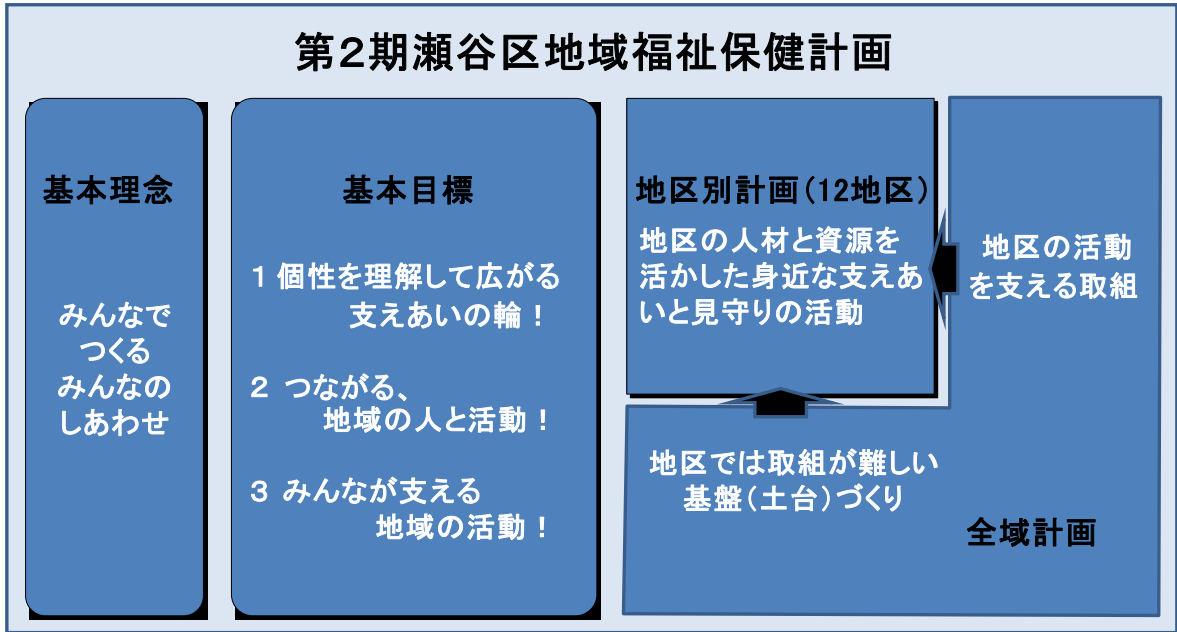 第２期瀬谷区地域福祉保健計画
基本理念
みんなで
つくる
みんなの
しあわせ
基本目標
１個性を理解して広がる
支えあいの輪！
２ つながる、
地域の人と活動！
３ みんなが支える
地域の活動！
地区別計画（12地区）
地区の人材と資源を
活かした身近な支えあ
いと見守りの活動
地区の活動
を支える取組
地区では取組が難しい
基盤（土台）づくり
全域計画